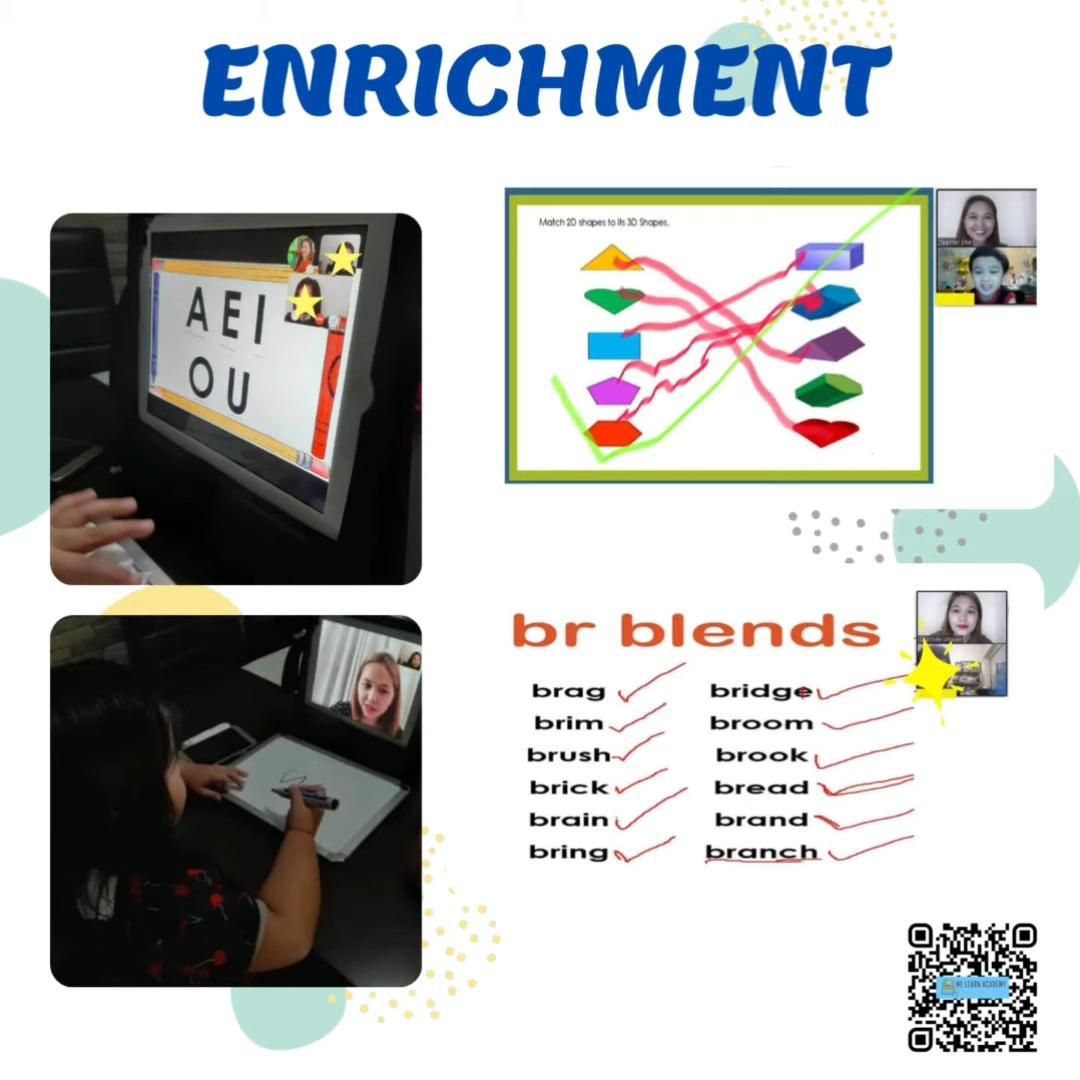 ENRICHMENT
A E I
O U
Match 2D shapes to its 3D Shapes.
br blends
brag
brim
brush
brick
brain
bring
bridge
broom
brook
bread
brand
branch
WE LEARN ACADEMY